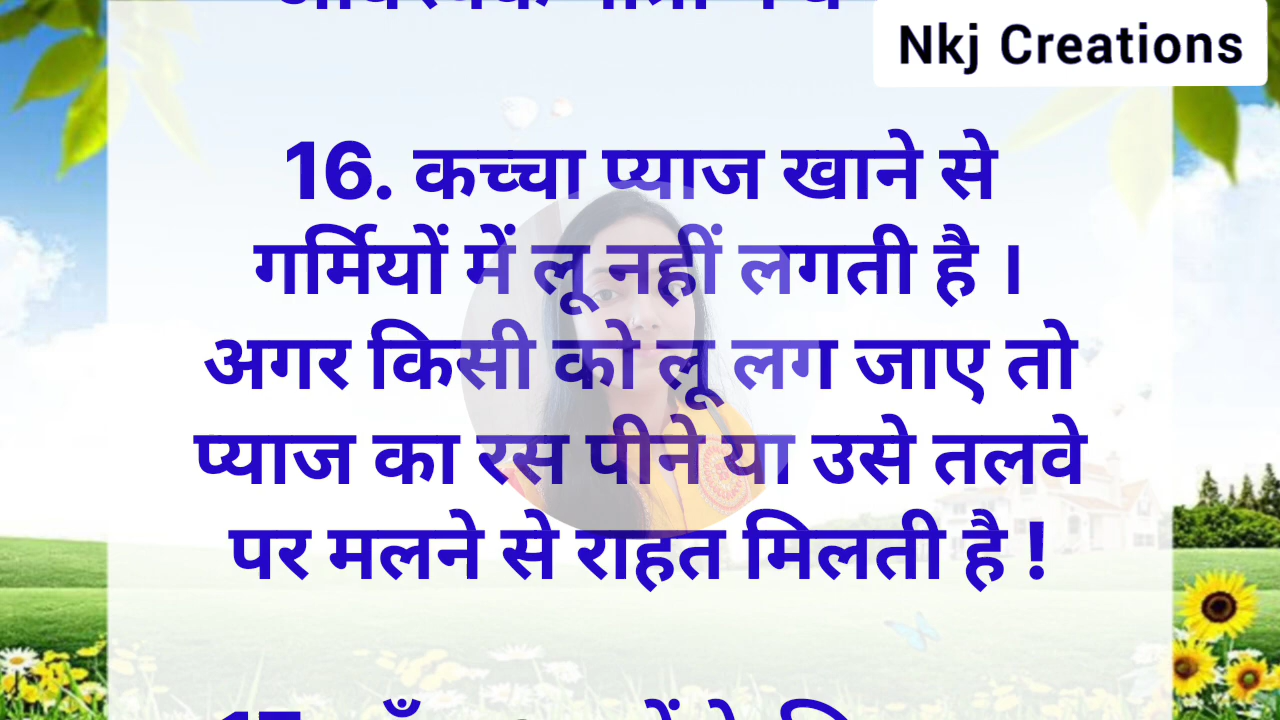 Nkj Creations
16. कच्चा प्याज खाने से
गर्मियों में लू नहीं लगती है ।
अगर किसी को लू लग जाए तो
प्याज का रस पीने या उसे तलवे
पर मलने से राहत मिलती है !